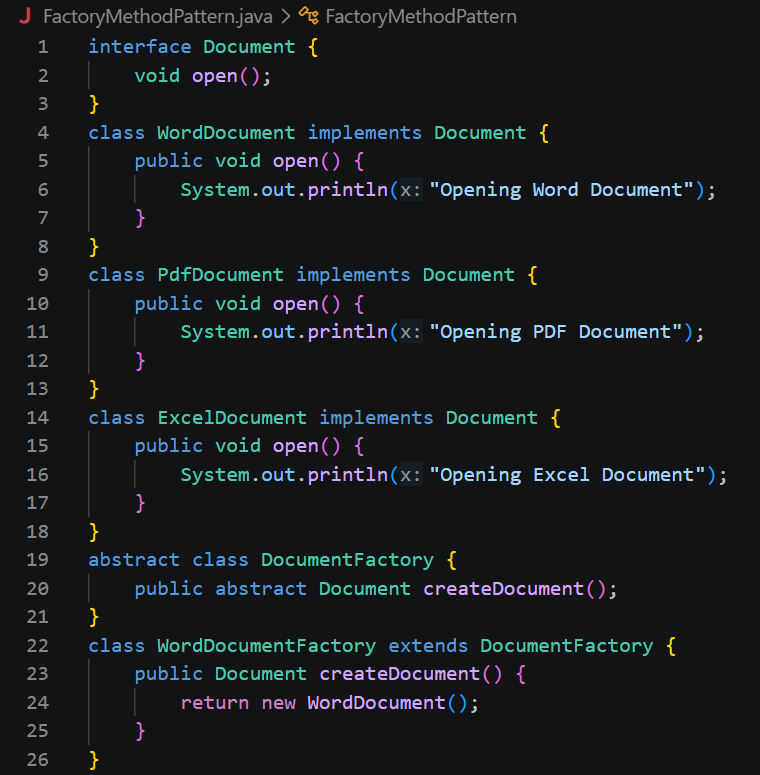 FactoryMethodPattern.java > FactoryMethodPattern
1 interface Document {
2     void open();
3 }
4 class WordDocument implements Document {
5     public void open() {
6         System.out.println(x: "Opening Word Document");
7     }
8 }
9 class PdfDocument implements Document {
10     public void open() {
11         System.out.println(x: "Opening PDF Document");
12     }
13 }
14 class ExcelDocument implements Document {
15     public void open() {
16         System.out.println(x: "Opening Excel Document");
17     }
18 }
19 abstract class DocumentFactory {
20     public abstract Document createDocument();
21 }
22 class WordDocumentFactory extends DocumentFactory {
23     public Document createDocument() {
24         return new WordDocument();
25     }
26 }